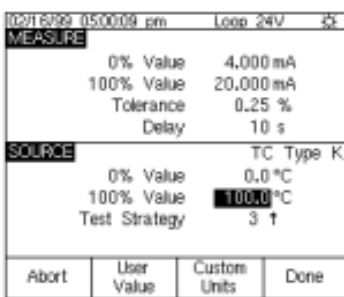 02/16/99 05:00:09 pm Loop 24V
MEASURE
0% Value 4.000 mA
100% Value 20.000 mA
Tolerance 0.25 %
Delay 10 s
SOURCE TC Type K
0% Value 0.0 °C
100% Value 100.0 °C
Test Strategy 3 ↑
Abort User Value Custom Units Done